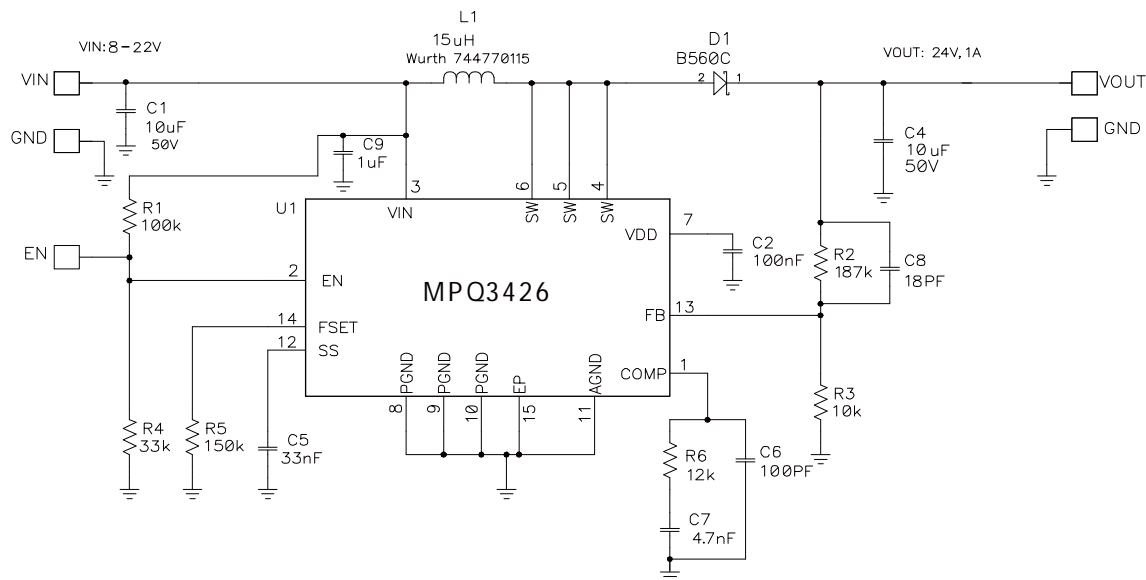 L1
15uH
Wurth 744770115
VIN:8-22V
D1
B560C
2
1
VOUT: 24V,1A
VIN
VOUT
C1
10uF
50V
GND
GND
C9
1uF
C4
10uF
50V
3
6
5
4
U1
VIN
SW
SW
SW
R1
100k
VDD
7
C2
100nF
R2
187k
C8
18PF
EN
2
EN
MPQ3426
FB
13
14
FSET
12
SS
COMP
1
PGND
PGND
PGND
EP
AGND
8
9
10
15
11
R3
10k
R4
33k
R5
150k
C5
33nF
R6
12k
C6
100PF
C7
4.7nF